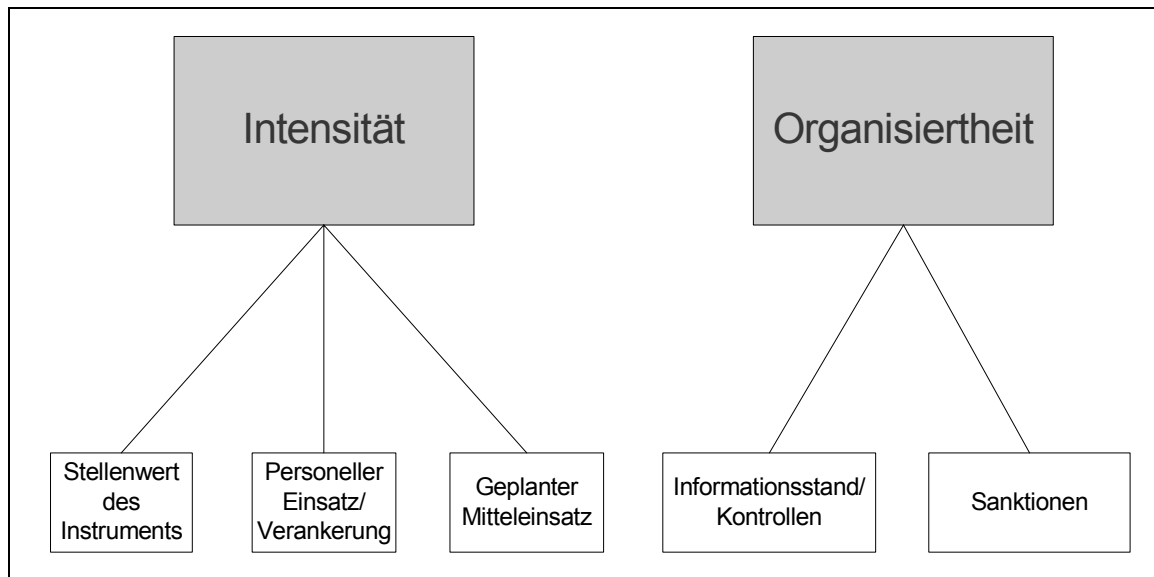 Intensität
Organisiertheit
Stellenwert
des
Instruments
Personeller
Einsatz/
Verankerung
Geplanter
Mitteleinsatz
Informationsstand/
Kontrollen
Sanktionen